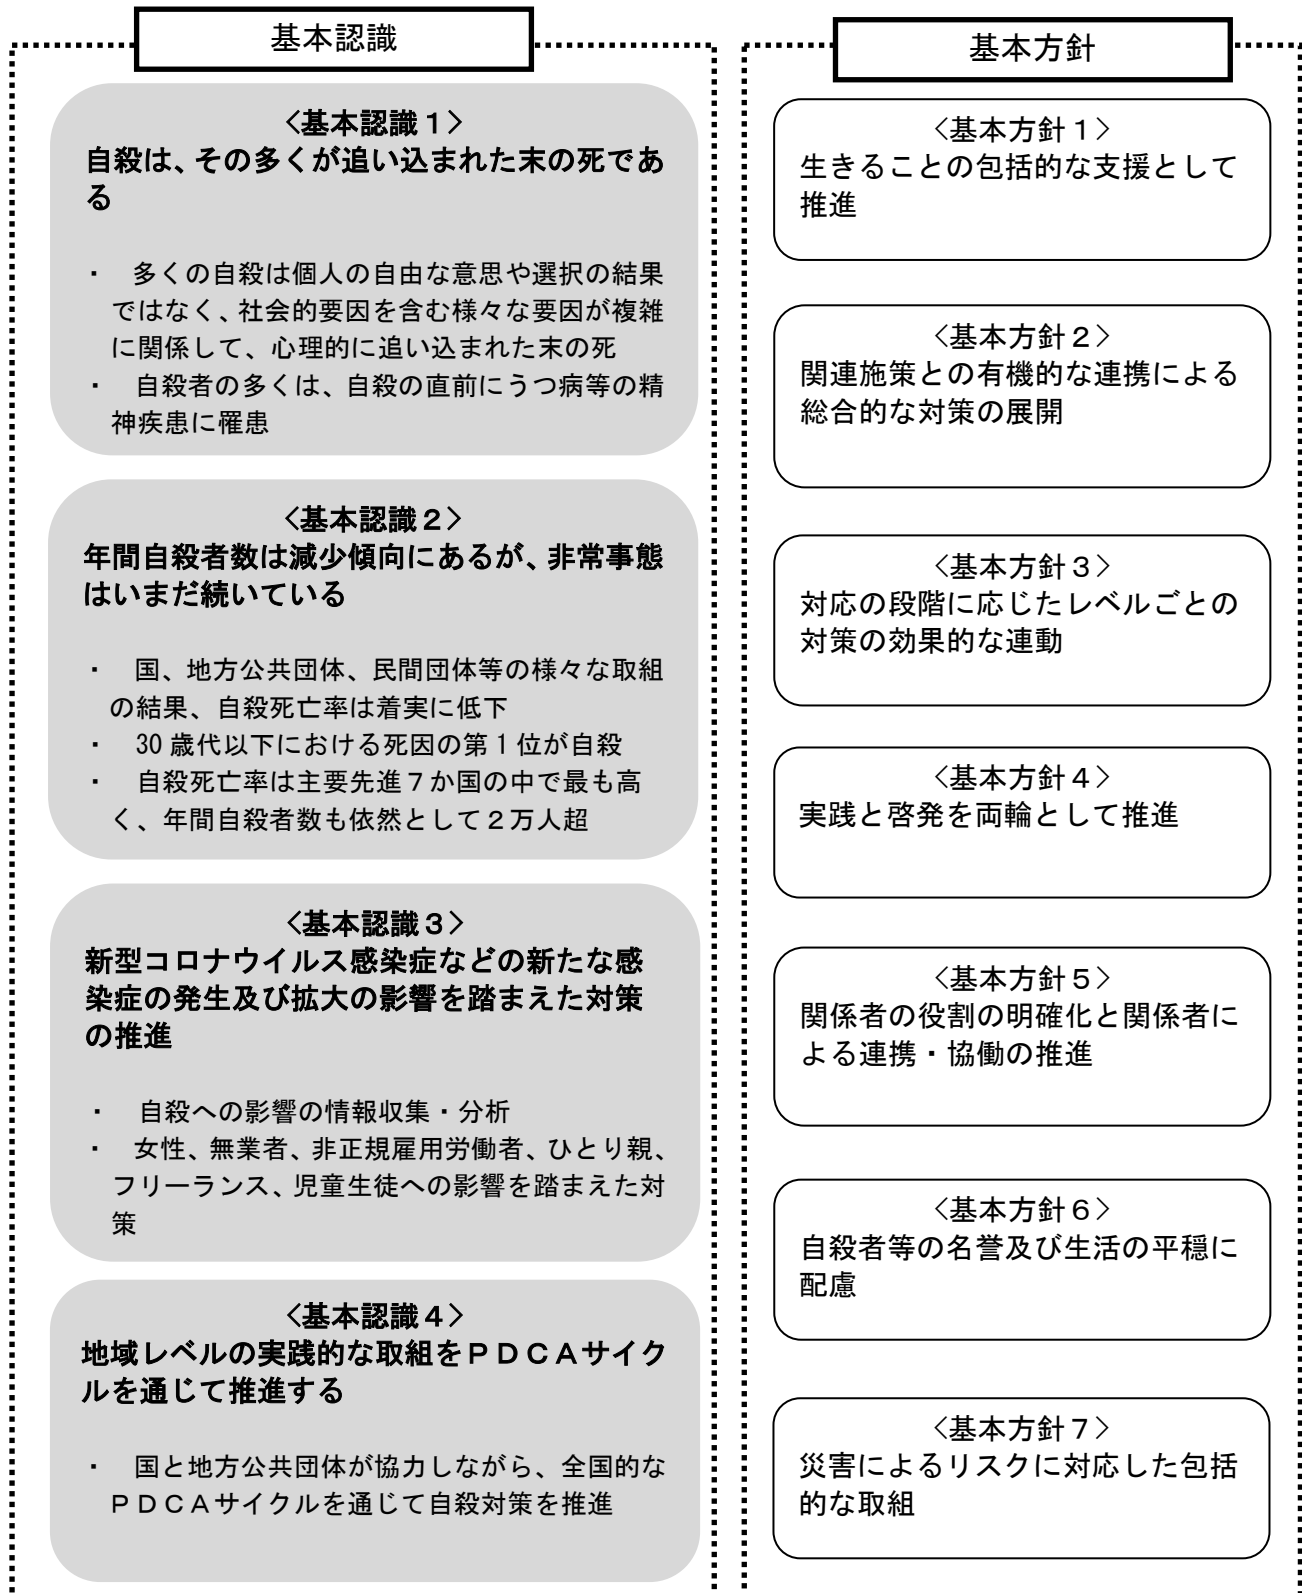 基本認識
<基本認識１>
自殺は、その多くが追い込まれた末の死であ
る
・　多くの自殺は個人の自由な意思や選択の結果
ではなく、社会的要因を含む様々な要因が複雑
に関係して、心理的に追い込まれた末の死
・　自殺者の多くは、自殺の直前にうつ病等の精
神疾患に罹患
<基本認識２>
年間自殺者数は減少傾向にあるが、非常事態
はいまだ続いている
・　国、地方公共団体、民間団体等の様々な取組
の結果、自殺死亡率は着実に低下
・　30歳代以下における死因の第１位が自殺
・　自殺死亡率は主要先進７か国の中で最も高
く、年間自殺者数も依然として２万人超
<基本認識３>
新型コロナウイルス感染症などの新たな感
染症の発生及び拡大の影響を踏まえた対策
の推進
・　自殺への影響の情報収集・分析
・　女性、無業者、非正規雇用労働者、ひとり親、
フリーランス、児童生徒への影響を踏まえた対
策
<基本認識４>
地域レベルの実践的な取組をＰＤＣＡサイク
ルを通じて推進する
・　国と地方公共団体が協力しながら、全国的な
ＰＤＣＡサイクルを通じて自殺対策を推進
基本方針
<基本方針１>
生きることの包括的な支援として
推進
<基本方針２>
関連施策との有機的な連携による
総合的な対策の展開
<基本方針３>
対応の段階に応じたレベルごとの
対策の効果的な連動
<基本方針４>
実践と啓発を両輪として推進
<基本方針５>
関係者の役割の明確化と関係者に
よる連携・協働の推進
<基本方針６>
自殺者等の名誉及び生活の平穏に
配慮
<基本方針７>
災害によるリスクに対応した包括
的な取組